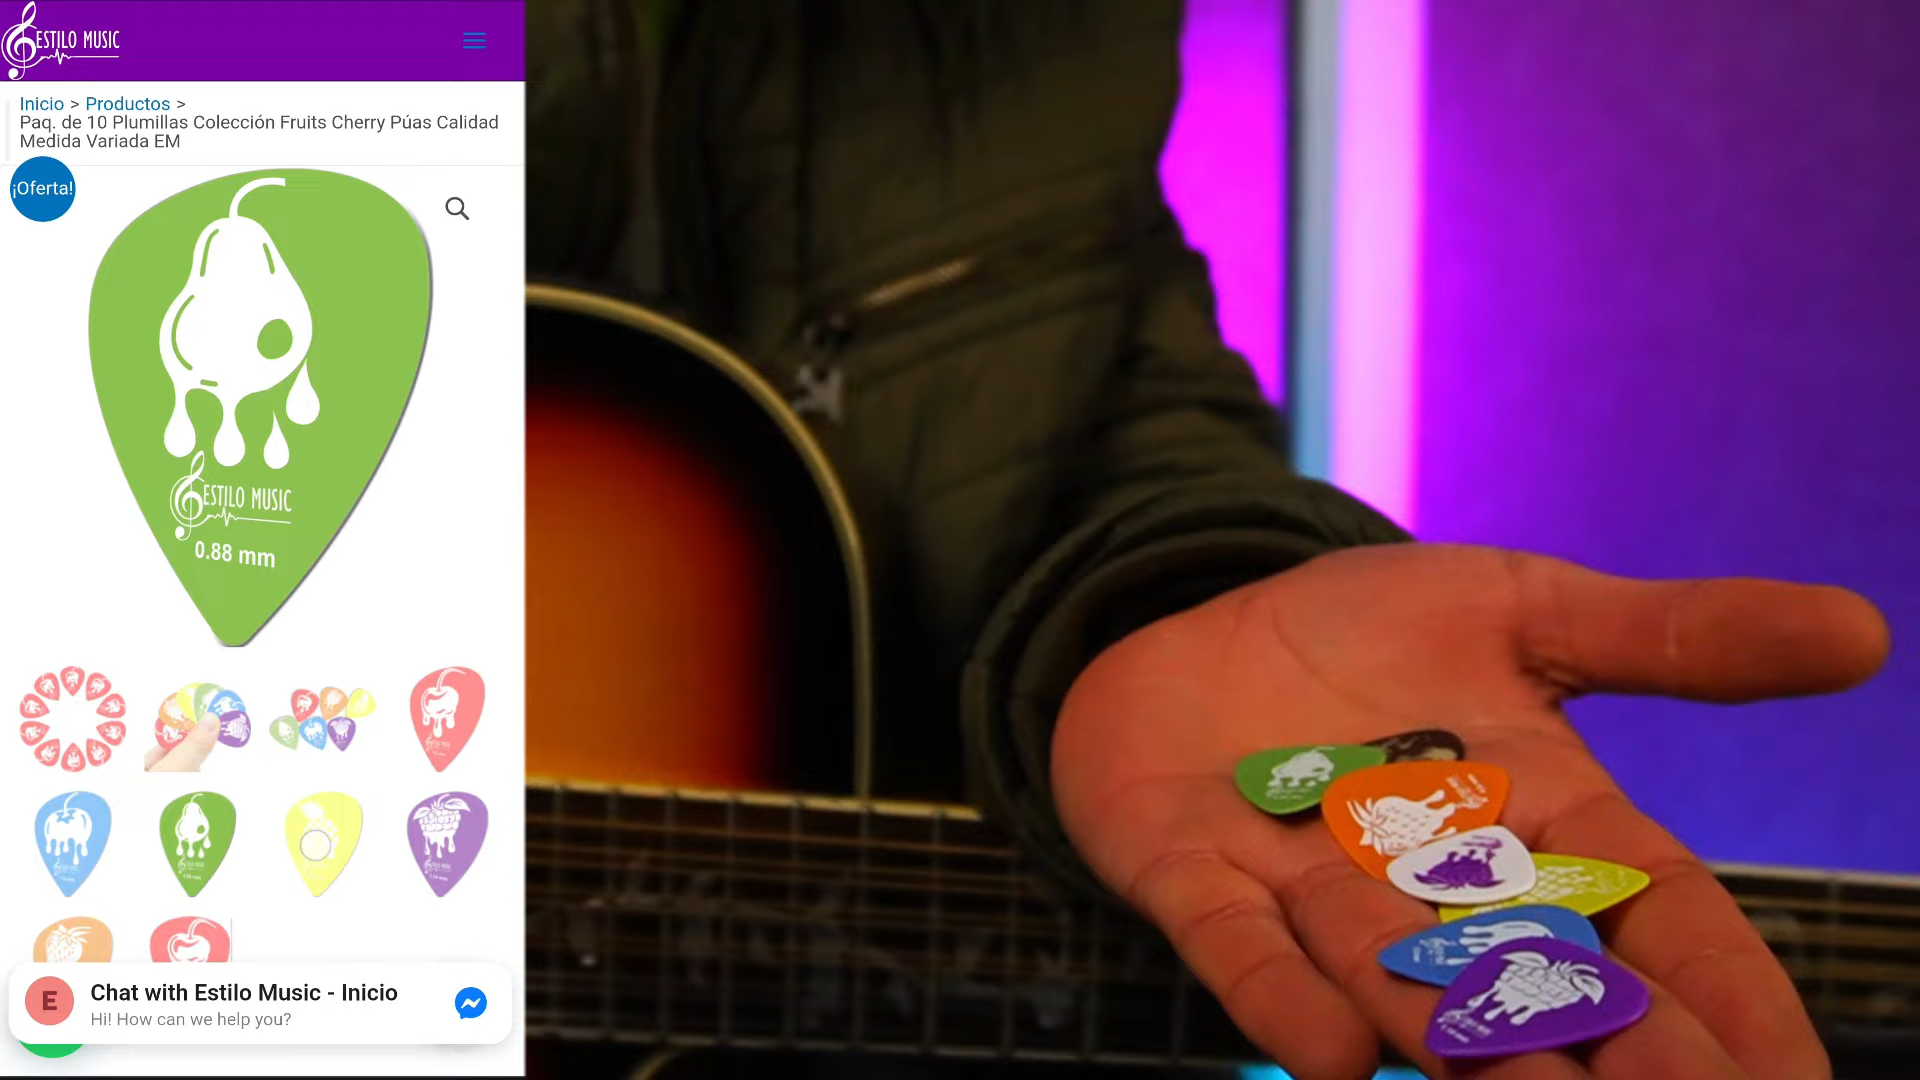 ESTILO MUSIC
Inicio > Productos >
Paq. de 10 Plumillas Colección Fruits Cherry Púas Calidad
Medida Variada EM
¡Oferta!
ESTILO MUSIC
0.88 mm
E
Chat with Estilo Music - Inicio
Hi! How can we help you?